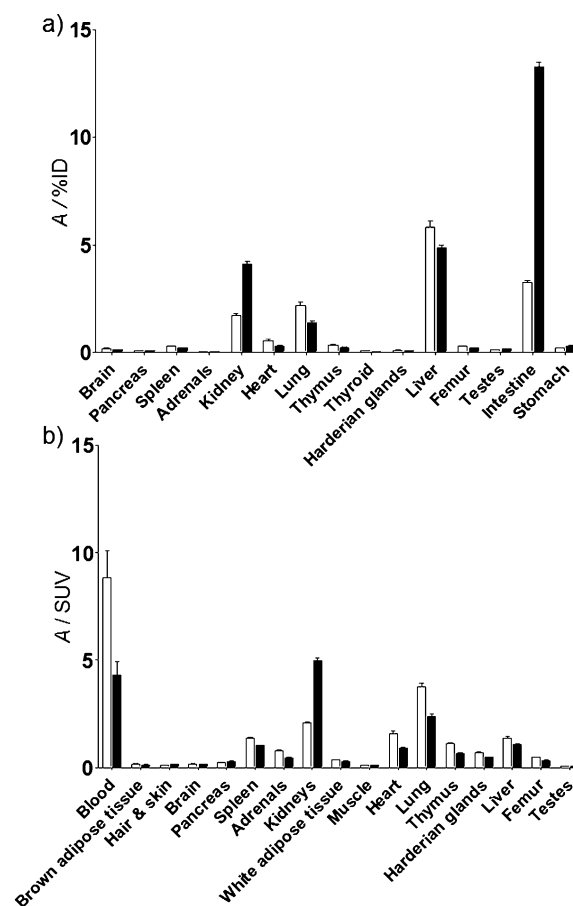 a)
15
10
5
0
A / %ID
Brain
Pancreas
Spleen
Adrenals
Kidney
Heart
Lung
Thymus
Thyroid
Harderian glands
Liver
Femur
Testes
Intestine
Stomach
b)
15
10
5
0
A / SUV
Blood
Brown adipose tissue
Hair & skin
Brain
Pancreas
Spleen
Adrenals
Kidneys
White adipose tissue
Muscle
Heart
Lung
Thymus
Harderian glands
Liver
Femur
Testes